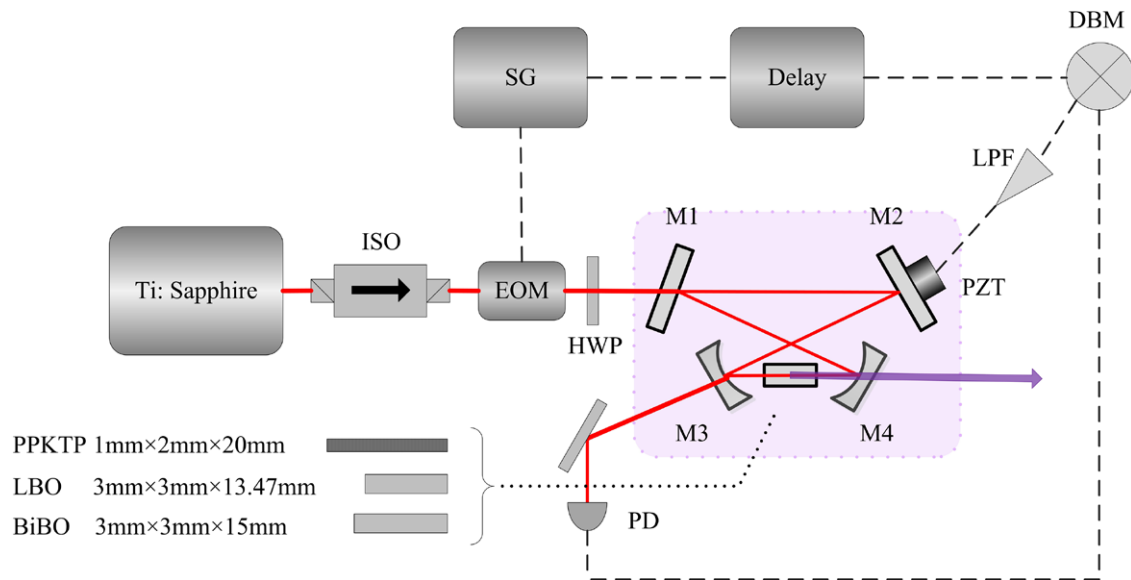 DBM
SG
Delay
LPF
M1
M2
ISO
Ti: Sapphire
EOM
PZT
HWP
M3
M4
PPKTP 1mm×2mm×20mm
LBO 3mm×3mm×13.47mm
BiBO 3mm×3mm×15mm
PD